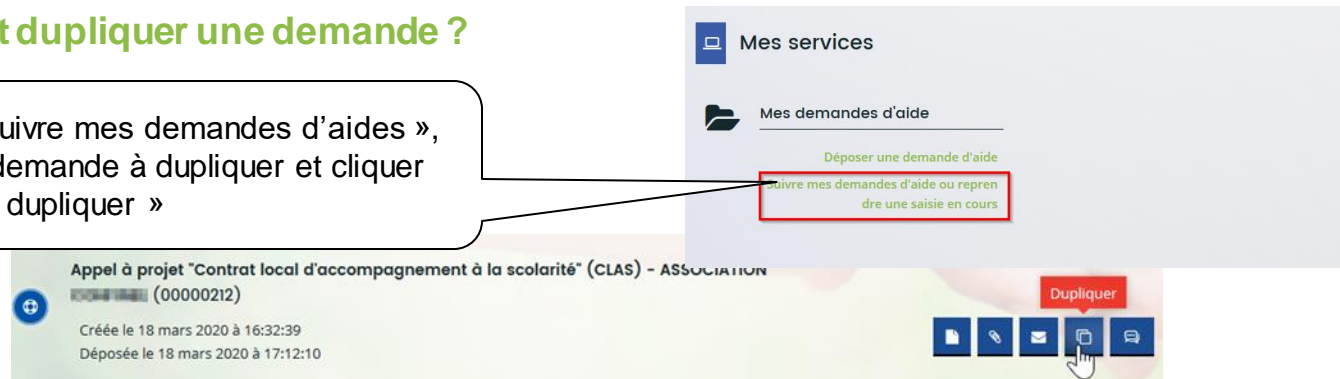 t dupliquer une demande ?
uivre mes demandes d'aides »,
demande à dupliquer et cliquer
dupliquer »
Mes services
Mes demandes d'aide
Déposer une demande d'aide
Suivre mes demandes d'aide ou repren
dre une saisie en cours
Appel à projet "Contrat local d'accompagnement à la scolarité" (CLAS) - ASSOCIATION
(00000212)
Créée le 18 mars 2020 à 16:32:39
Déposée le 18 mars 2020 à 17:12:10
Dupliquer